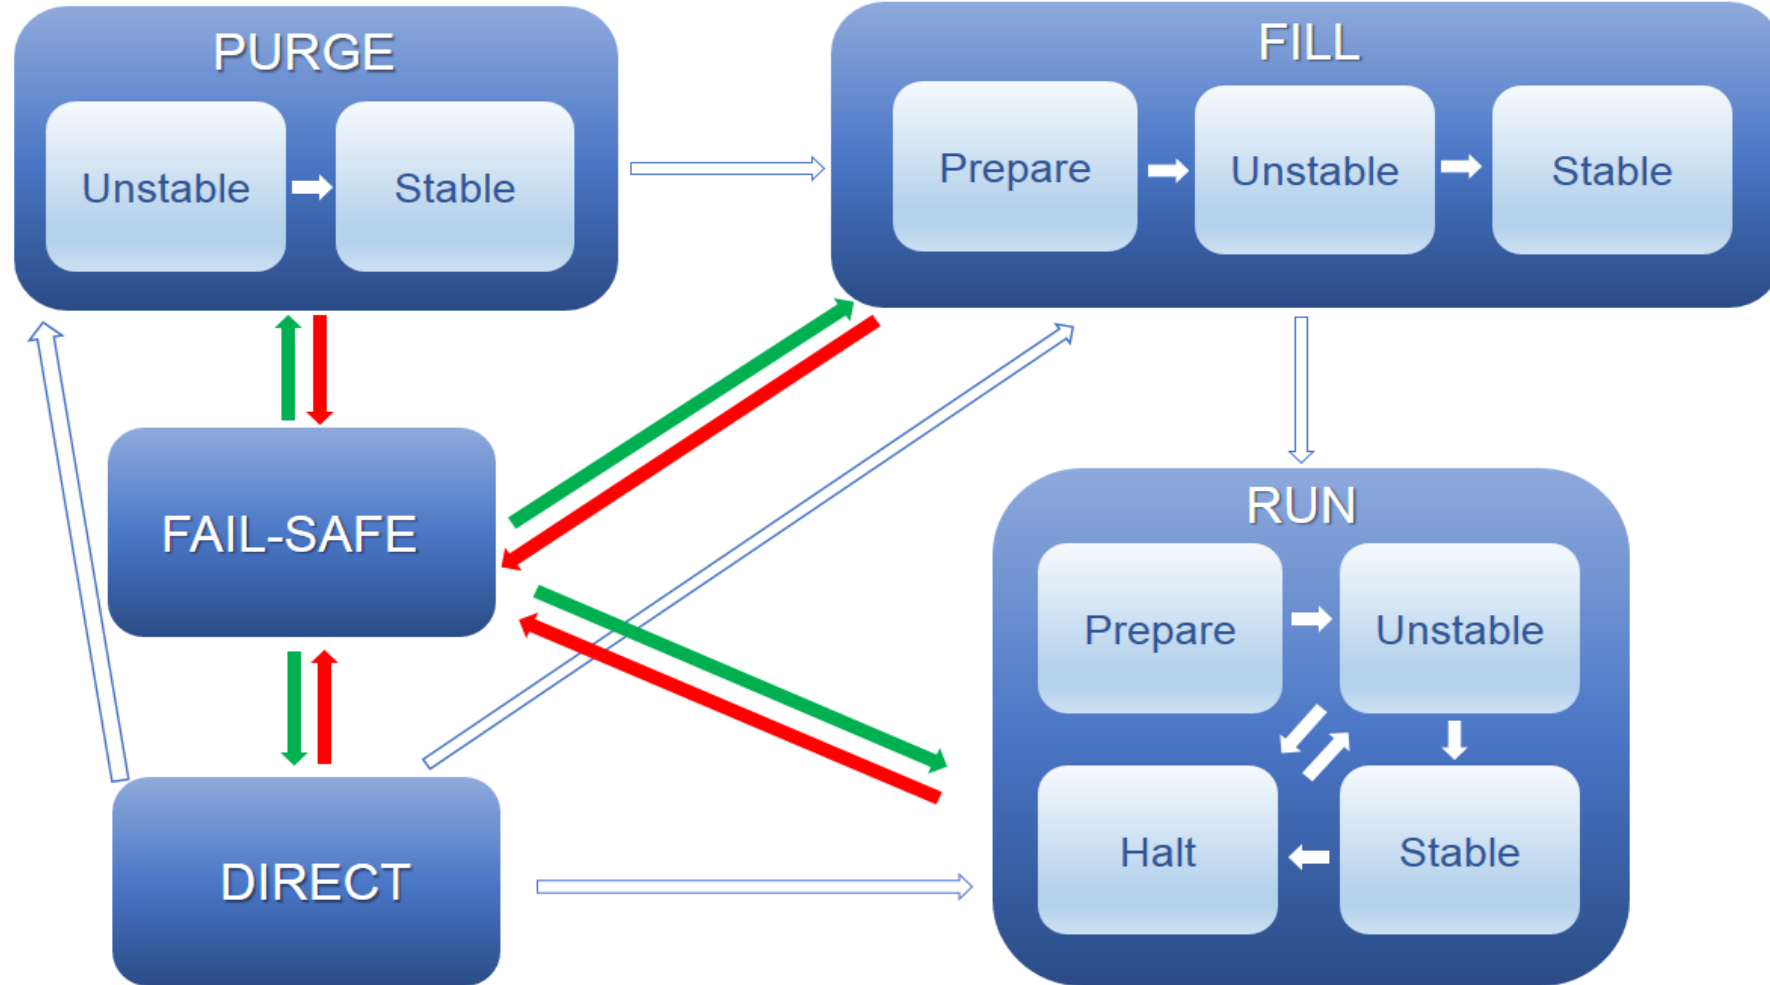 PURGE
Unstable
Stable
FILL
Prepare
Unstable
Stable
FAIL-SAFE
RUN
Prepare
Unstable
Halt
Stable
DIRECT